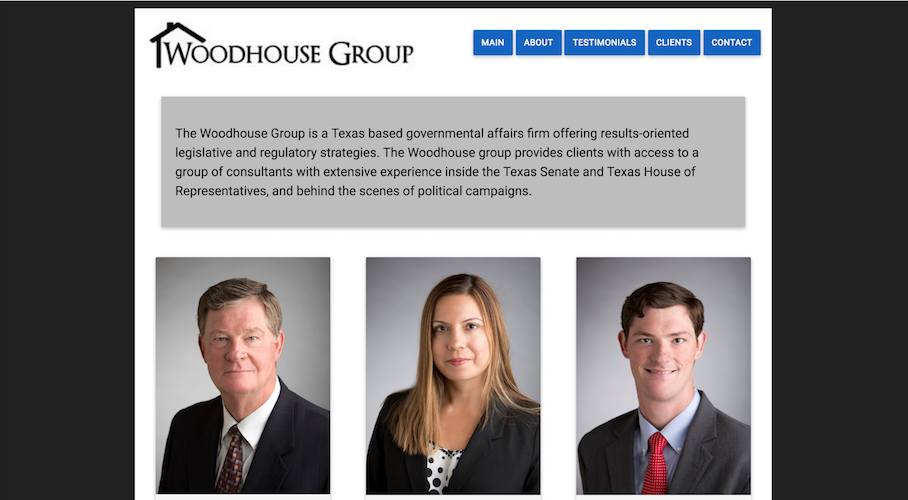 WOODHOUSE GROUP
MAIN
ABOUT
TESTIMONIALS
CLIENTS
CONTACT
The Woodhouse Group is a Texas based governmental affairs firm offering results-oriented
legislative and regulatory strategies. The Woodhouse group provides clients with access to a
group of consultants with extensive experience inside the Texas Senate and Texas House of
Representatives, and behind the scenes of political campaigns.